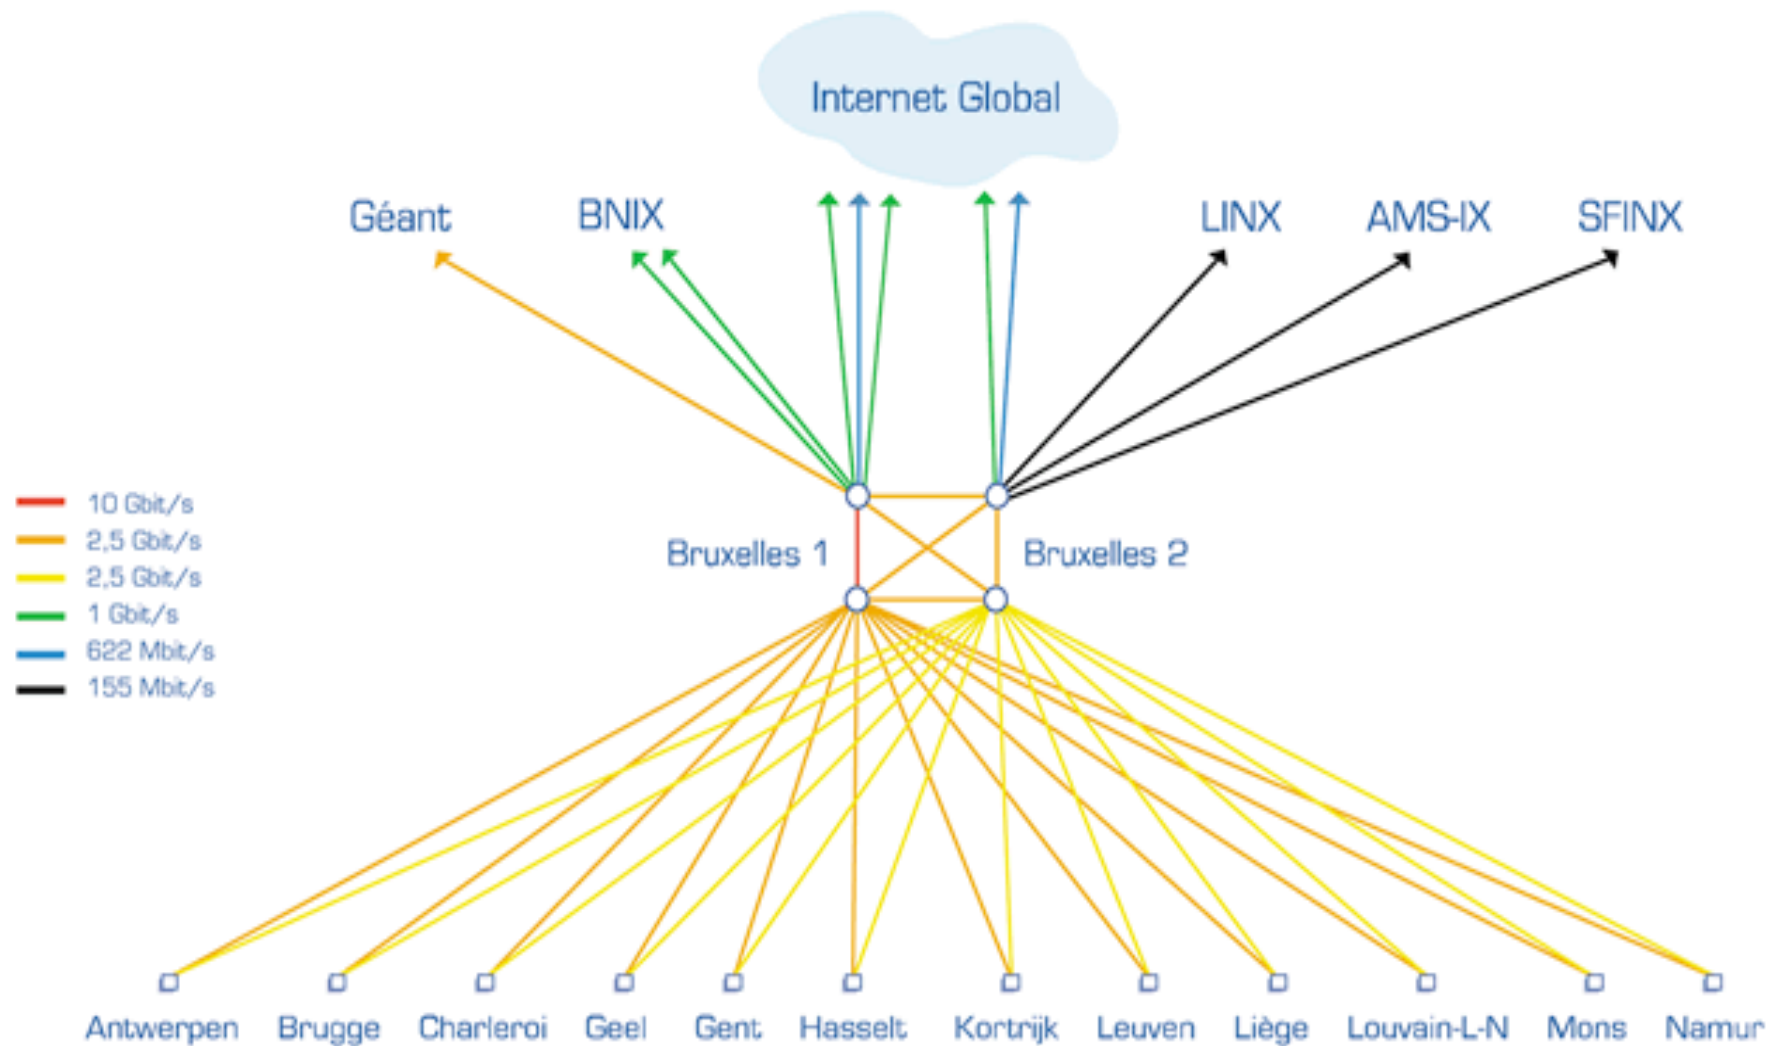 Internet Global
Géant
BNIX
LINX
AMS-IX
SFINX
10 Gbit/s
2,5 Gbit/s
2,5 Gbit/s
1 Gbit/s
622 Mbit/s
155 Mbit/s
Bruxelles 1
Bruxelles 2
Antwerpen
Brugge
Charleroi
Geel
Gent
Hasselt
Kortrijk
Leuven
Liège
Louvain-L-N
Mons
Namur